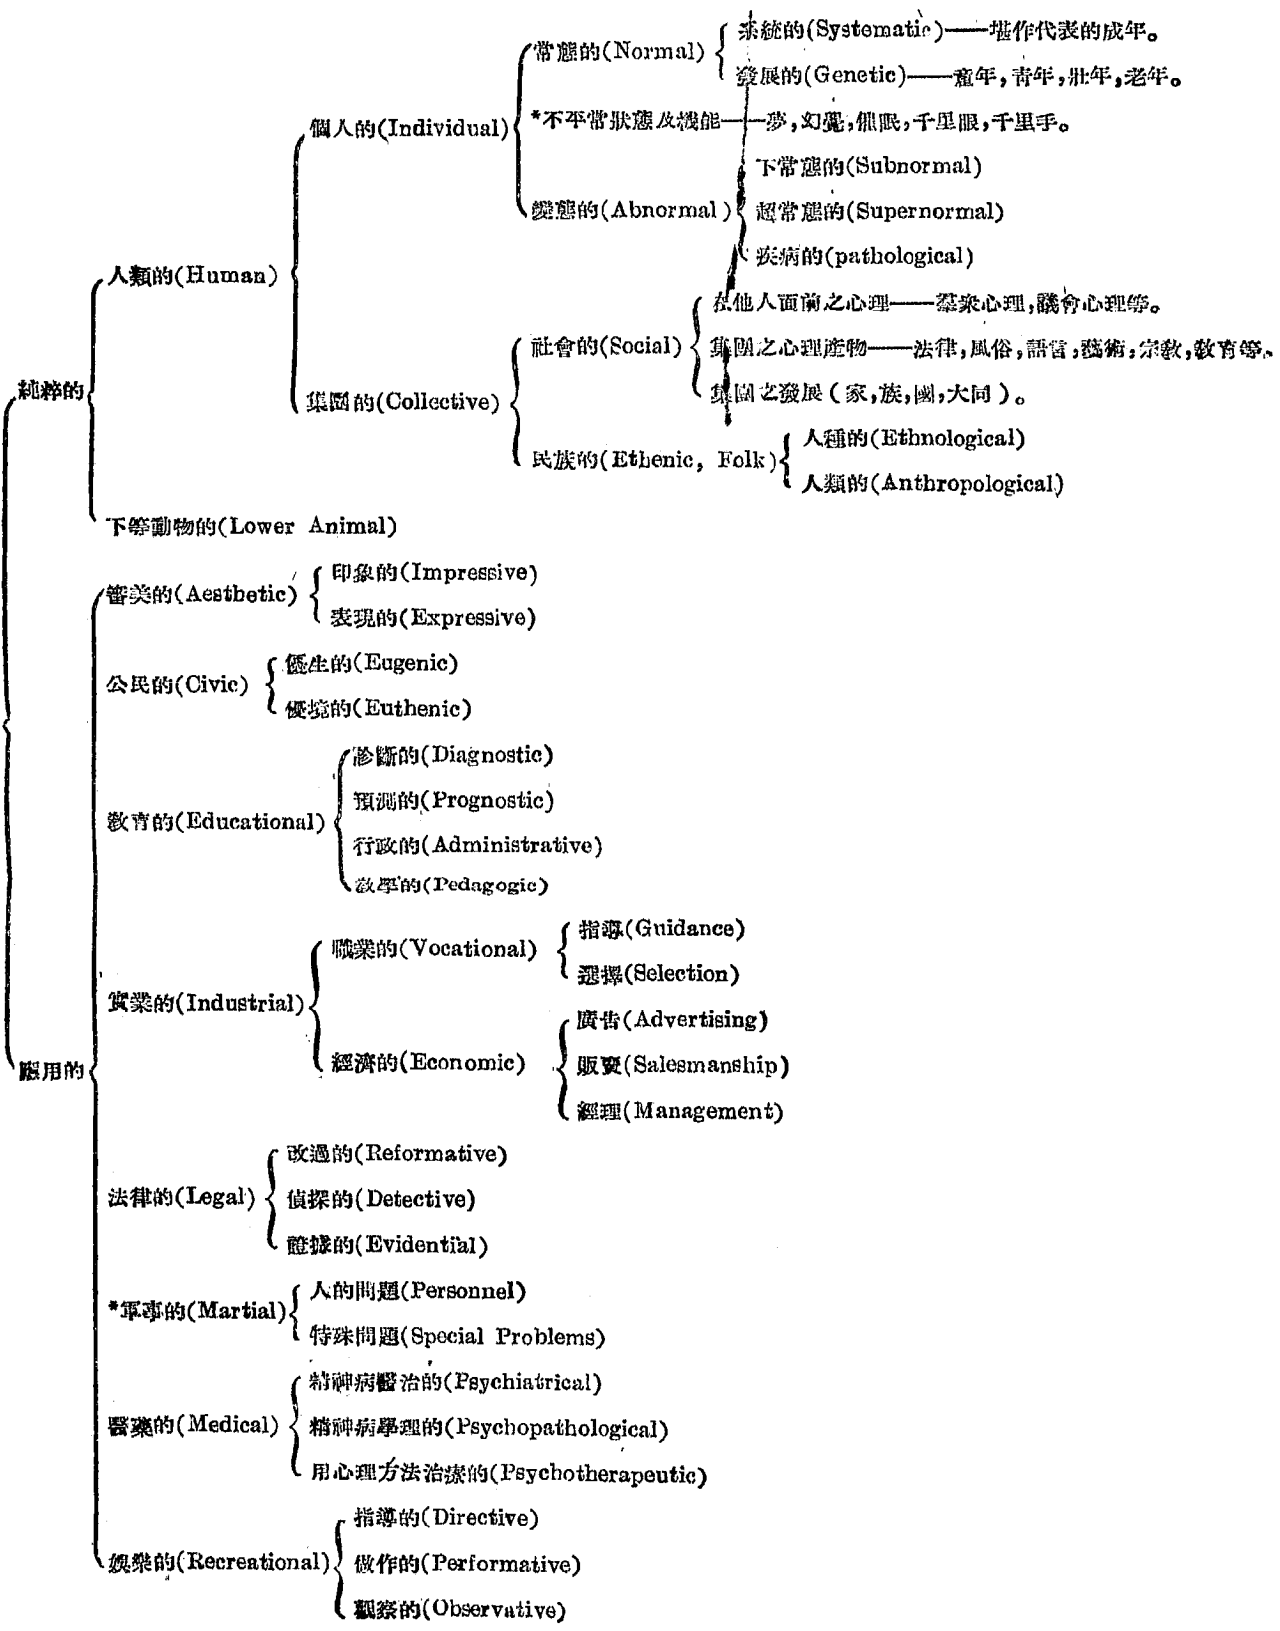 系統的(Systematic)——堪作代表的成年。
常態的(Normal)
發展的(Genetic)——童年,青年,壯年,老年。
個人的(Individual)
*不平常狀態及機能——夢,幻覺,催眠,千里眼,千里手。
下常態的(Subnormal)
變態的(Abnormal)
超常態的(Supernormal)
疾病的(pathological)
人類的(Human)
在他人面前之心理——羣衆心理,議會心理等。
社會的(Social)
集團之心理產物——法律,風俗,語言,藝術,宗敎,敎育等。
純粹的
集團之發展(家,族,國,大同)。
集團的(Collective)
人種的(Ethnological)
民族的(Ethenic, Folk)
人類的(Anthropological)
下等動物的(Lower Animal)
印象的(Impressive)
審美的(Aesthetic)
表現的(Expressive)
優生的(Eugenic)
公民的(Civic)
優境的(Euthenic)
診斷的(Diagnostic)
預測的(Prognostic)
敎育的(Educational)
行政的(Administrative)
敎學的(Pedagogic)
指導(Guidance)
職業的(Vocational)
選擇(Selection)
實業的(Industrial)
廣告(Advertising)
經濟的(Economic)
販賣(Salesmanship)
應用的
經理(Management)
改過的(Reformative)
法律的(Legal)
偵探的(Detective)
證據的(Evidential)
人的問題(Personnel)
*軍事的(Martial)
特殊問題(Special Problems)
精神病醫治的(Psychiatrical)
醫藥的(Medical)
精神病學理的(Psychopathological)
用心理方法治療的(Psychotherapeutic)
指導的(Directive)
娛樂的(Recreational)
做作的(Performative)
觀察的(Observative)